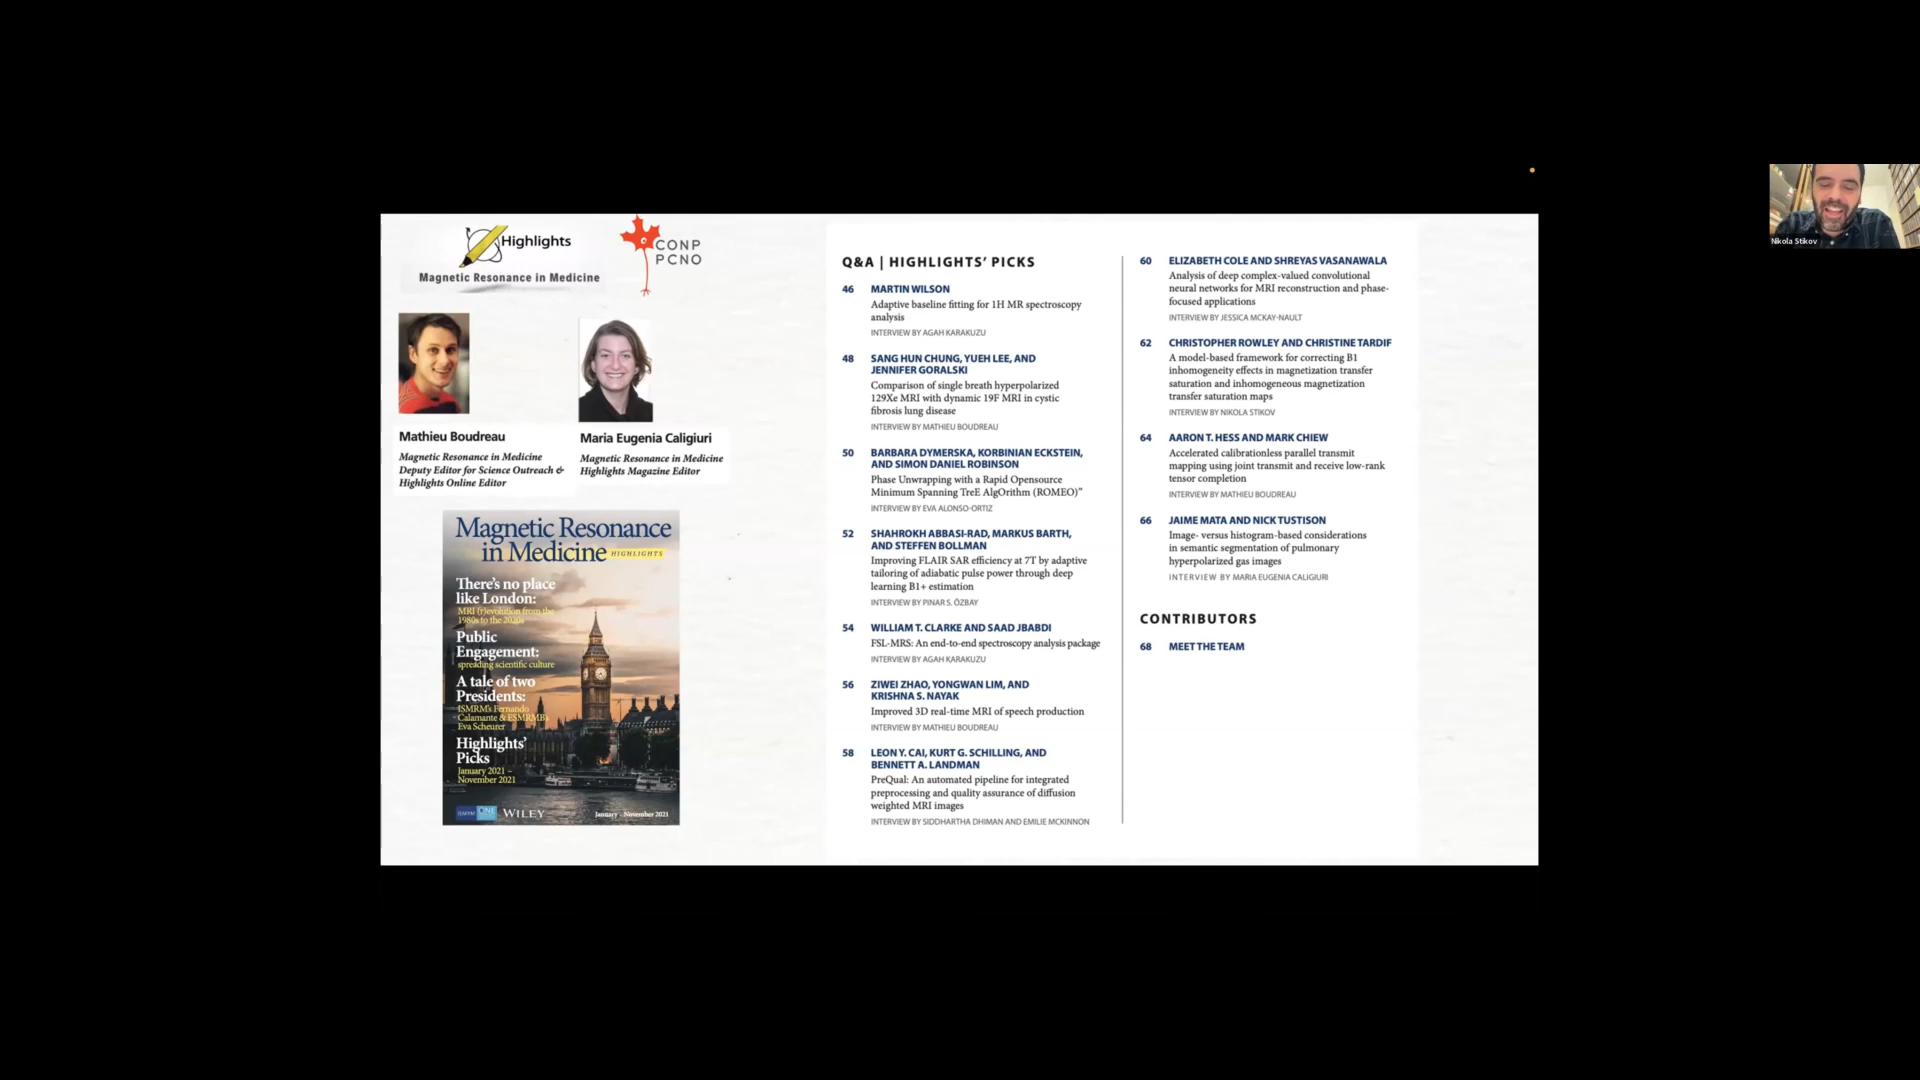 Highlights
Magnetic Resonance in Medicine
CONP
PCNO
Mathieu Boudreau
Magnetic Resonance in Medicine
Deputy Editor for Science Outreach &
Highlights Online Editor
Maria Eugenia Caligiuri
Magnetic Resonance in Medicine
Highlights Magazine Editor
Magnetic Resonance
in Medicine HIGHLIGHTS
There's no place
like London:
MRI (r)evolution from the
1980s to the 2020s
Public
Engagement:
spreading scientific culture
A tale of two
Presidents:
ISMRM's Fernando
Calamante & ESMRMB's
Eva Scheurer
Highlights'
Picks
January 2021 –
November 2021
WILEY
January - November 2021
Q&A | HIGHLIGHTS' PICKS
46 MARTIN WILSON
Adaptive baseline fitting for 1H MR spectroscopy
analysis
INTERVIEW BY AGAH KARAKUZU
48 SANG HUN CHUNG, YUEH LEE, AND
JENNIFER GORALSKI
Comparison of single breath hyperpolarized
129Xe MRI with dynamic 19F MRI in cystic
fibrosis lung disease
INTERVIEW BY MATHIEU BOUDREAU
50 BARBARA DYMERSKA, KORBINIAN ECKSTEIN,
AND SIMON DANIEL ROBINSON
Phase Unwrapping with a Rapid Opensource
Minimum Spanning TreE AlgOrithm (ROMEO)"
INTERVIEW BY EVA ALONSO-ORTIZ
52 SHAHROKH ABBASI-RAD, MARKUS BARTH,
AND STEFFEN BOLLMAN
Improving FLAIR SAR efficiency at 7T by adaptive
tailoring of adiabatic pulse power through deep
learning B1+ estimation
INTERVIEW BY PINAR S. ÖZBAY
54 WILLIAM T. CLARKE AND SAAD JBABDI
FSL-MRS: An end-to-end spectroscopy analysis package
INTERVIEW BY AGAH KARAKUZU
56 ZIWEI ZHAO, YONGWAN LIM, AND
KRISHNA S. NAYAK
Improved 3D real-time MRI of speech production
INTERVIEW BY MATHIEU BOUDREAU
58 LEON Y. CAI, KURT G. SCHILLING, AND
BENNETT A. LANDMAN
PreQual: An automated pipeline for integrated
preprocessing and quality assurance of diffusion
weighted MRI images
INTERVIEW BY SIDDHARTHA DHIMAN AND EMILIE MCKINNON
60 ELIZABETH COLE AND SHREYAS VASANAWALA
Analysis of deep complex-valued convolutional
neural networks for MRI reconstruction and phase-
focused applications
INTERVIEW BY JESSICA MCKAY-NAULT
62 CHRISTOPHER ROWLEY AND CHRISTINE TARDIF
A model-based framework for correcting B1
inhomogeneity effects in magnetization transfer
saturation and inhomogeneous magnetization
transfer saturation maps
INTERVIEW BY NIKOLA STIKOV
64 AARON T. HESS AND MARK CHIEW
Accelerated calibrationless parallel transmit
mapping using joint transmit and receive low-rank
tensor completion
INTERVIEW BY MATHIEU BOUDREAU
66 JAIME MATA AND NICK TUSTISON
Image- versus histogram-based considerations
in semantic segmentation of pulmonary
hyperpolarized gas images
INTERVIEW BY MARIA EUGENIA CALIGIURI
CONTRIBUTORS
68 MEET THE TEAM
Nikola Stikov